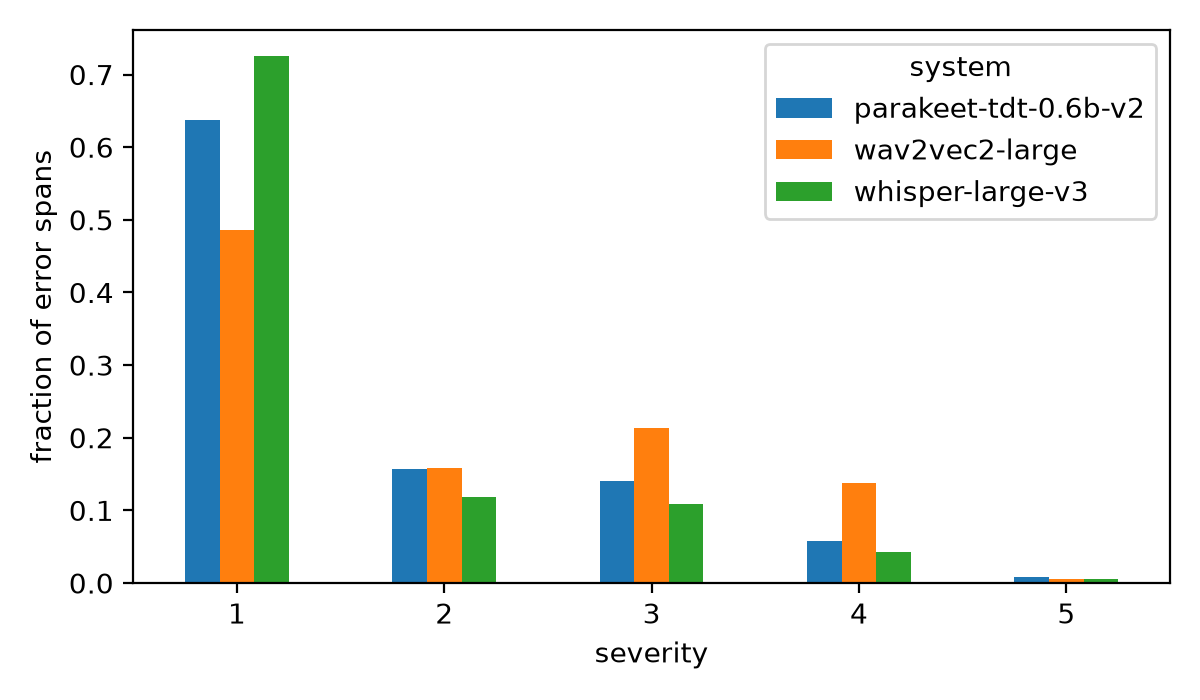 system
parakeet-tdt-0.6b-v2
wav2vec2-large
whisper-large-v3
fraction of error spans
0.7
0.6
0.5
0.4
0.3
0.2
0.1
0.0
1 2 3 4 5
severity